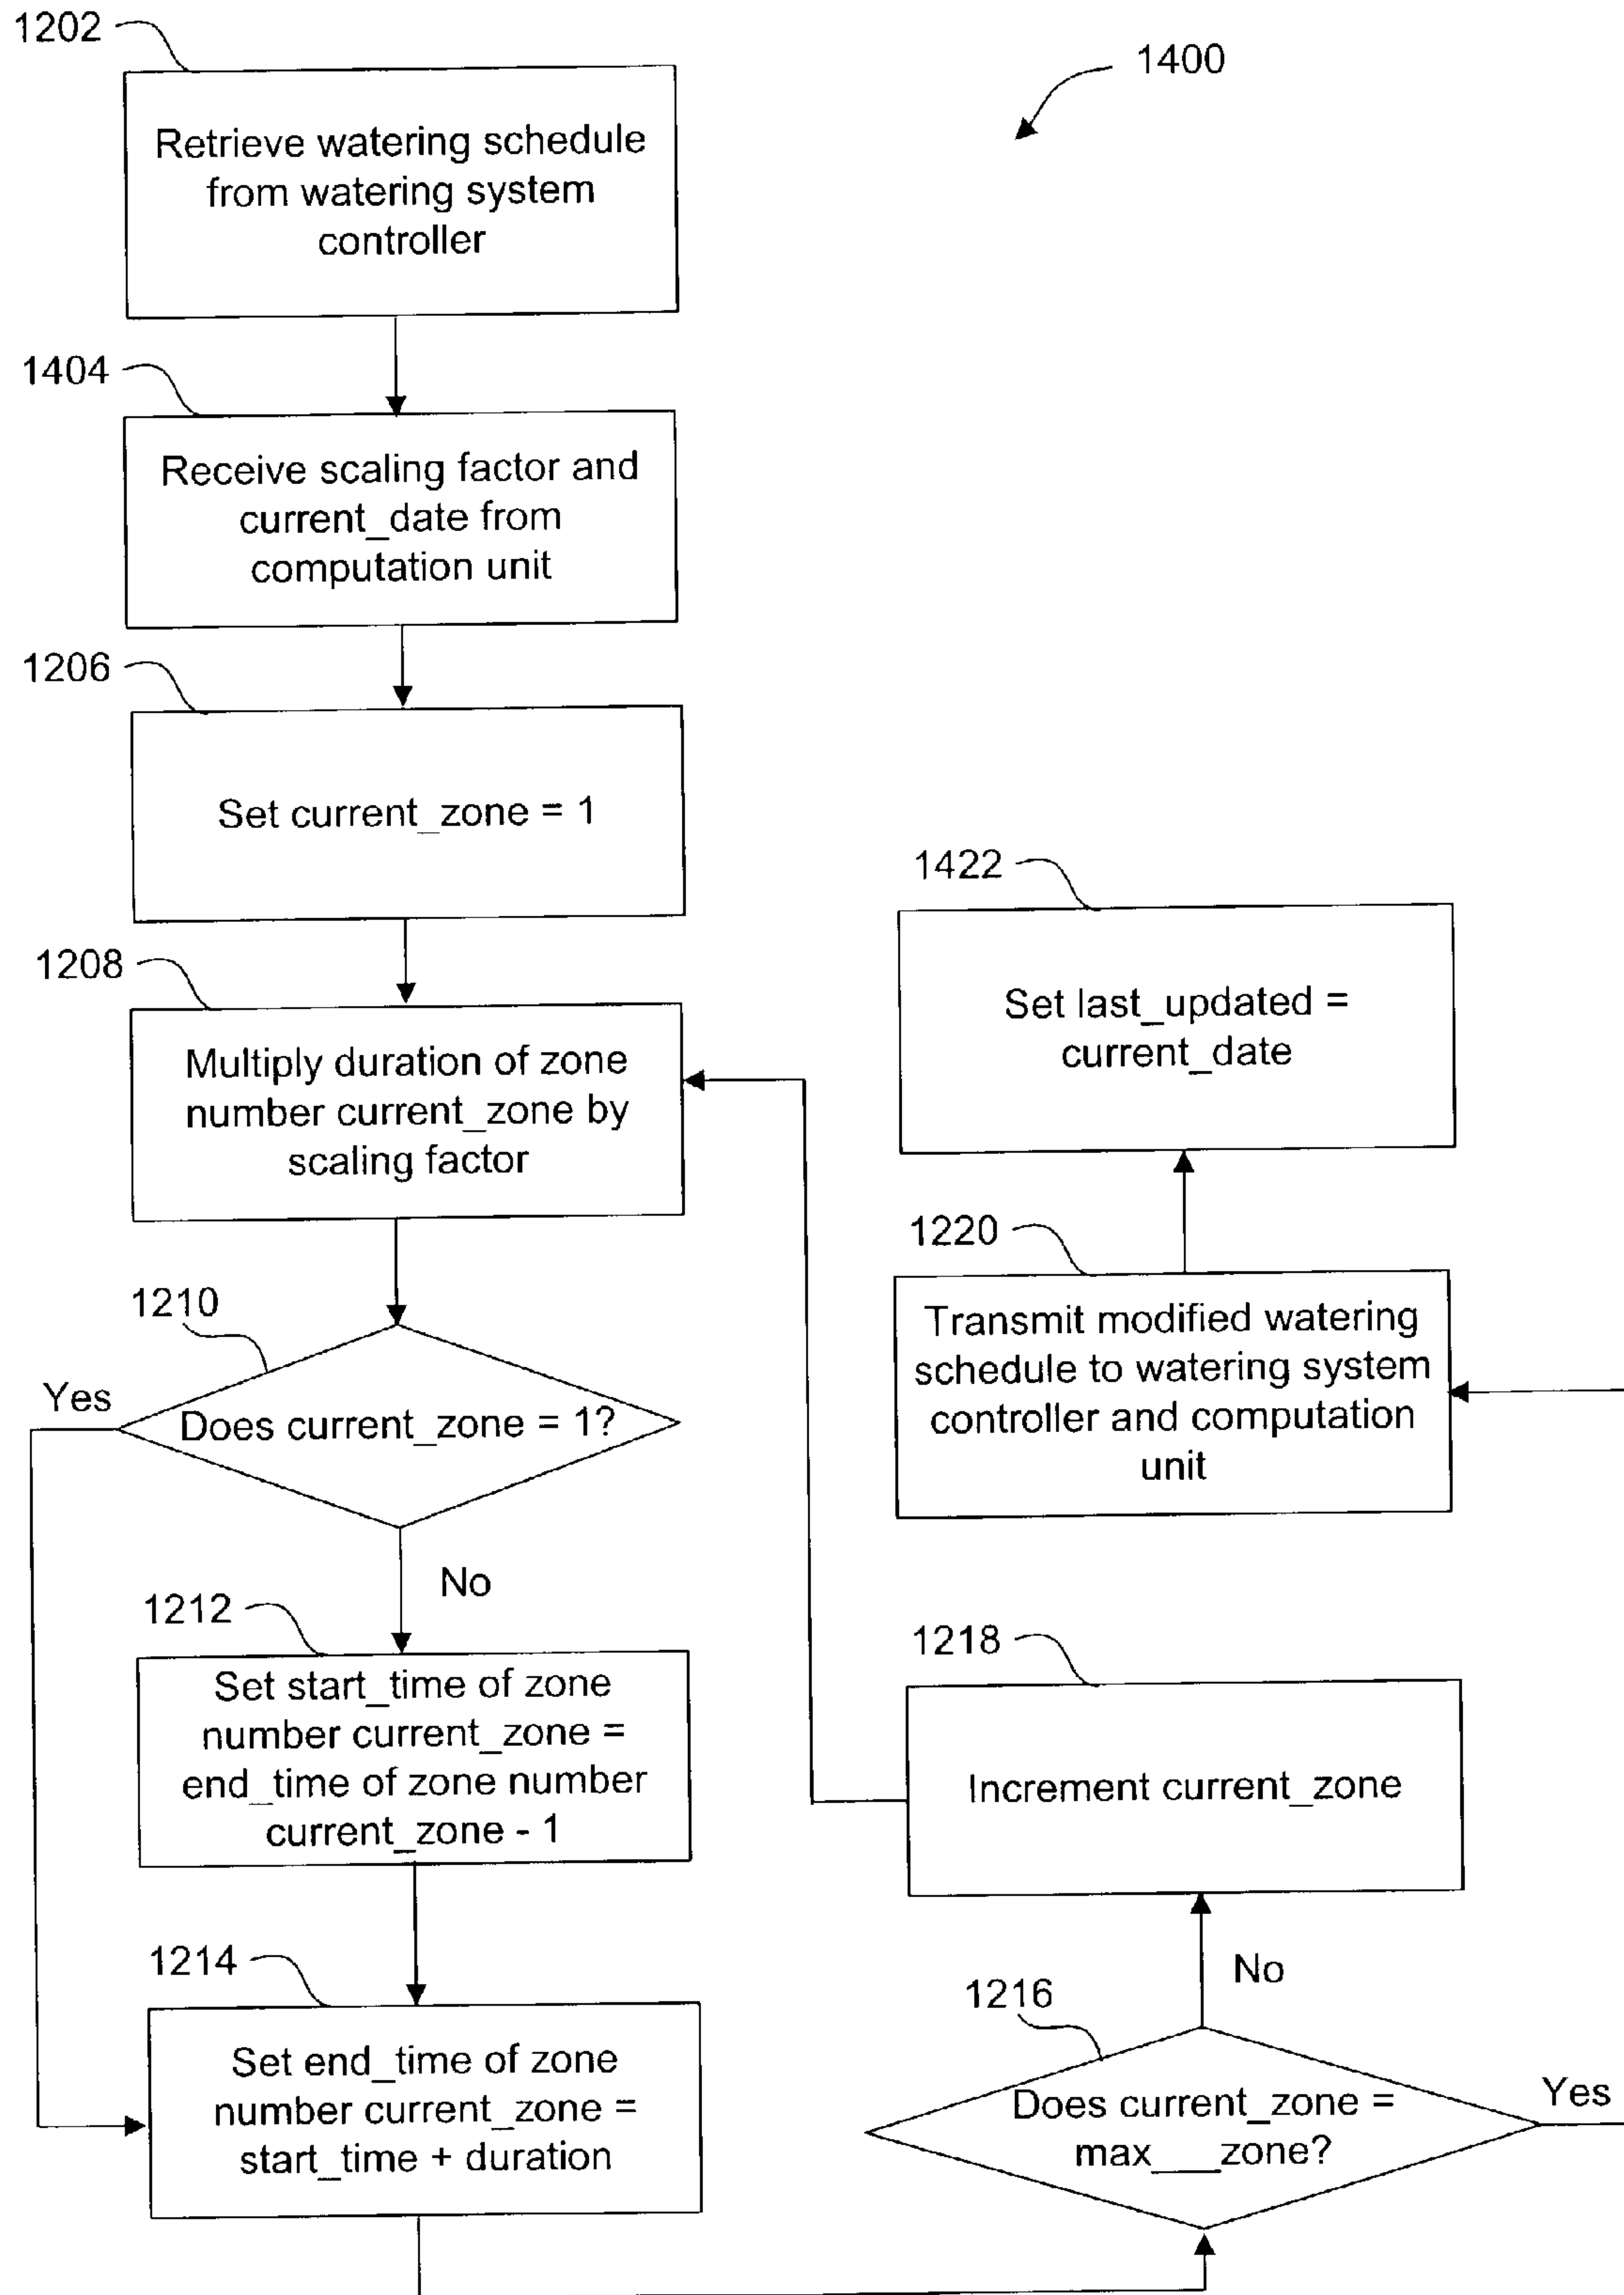 1202
1400
Retrieve watering schedule
from watering system
controller
1404
Receive scaling factor and
current_date from
computation unit
1206
Set current_zone = 1
1208
Multiply duration of zone
number current_zone by
scaling factor
1210
Yes
Does current_zone = 1?
No
1212
Set start_time of zone
number current_zone =
end_time of zone number
current_zone - 1
1214
Set end_time of zone
number current_zone =
start_time + duration
1422
Set last_updated =
current_date
1220
Transmit modified watering
schedule to watering system
controller and computation
unit
1218
Increment current_zone
No
1216
Does current_zone =
max___zone?
Yes